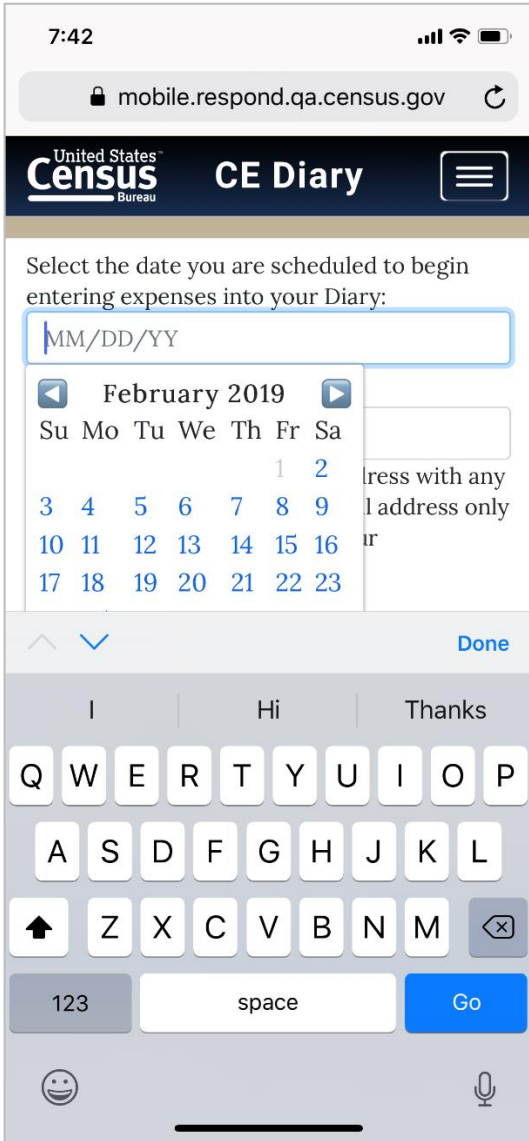 7:42
mobile.respond.qa.census.gov
United States™
Census
Bureau
CE Diary
Select the date you are scheduled to begin
entering expenses into your Diary:
MM/DD/YY
February 2019
Su Mo Tu We Th Fr Sa
1 2
3 4 5 6 7 8 9
lress with any
l address only
10 11 12 13 14 15 16
ur
17 18 19 20 21 22 23
Done
I Hi Thanks
Q W E R T Y U I O P
A S D F G H J K L
Z X C V B N M
123 space Go